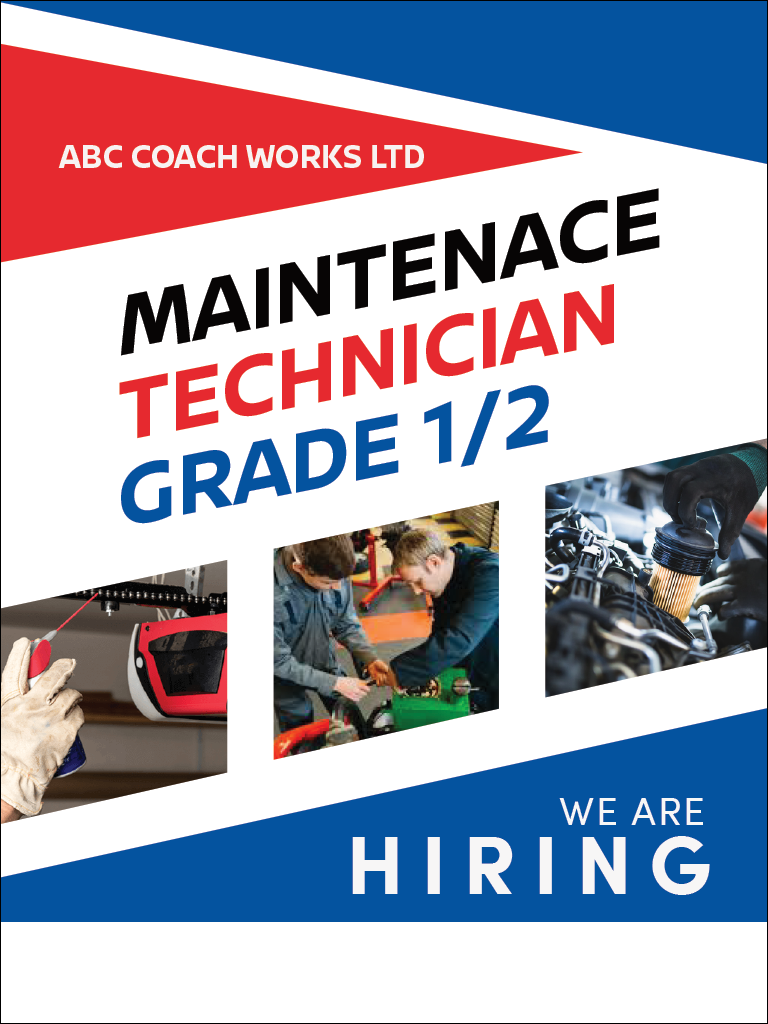 ABC COACH WORKS LTD
MAINTENACE
TECHNICIAN
GRADE 1/2
WE ARE
HIRING